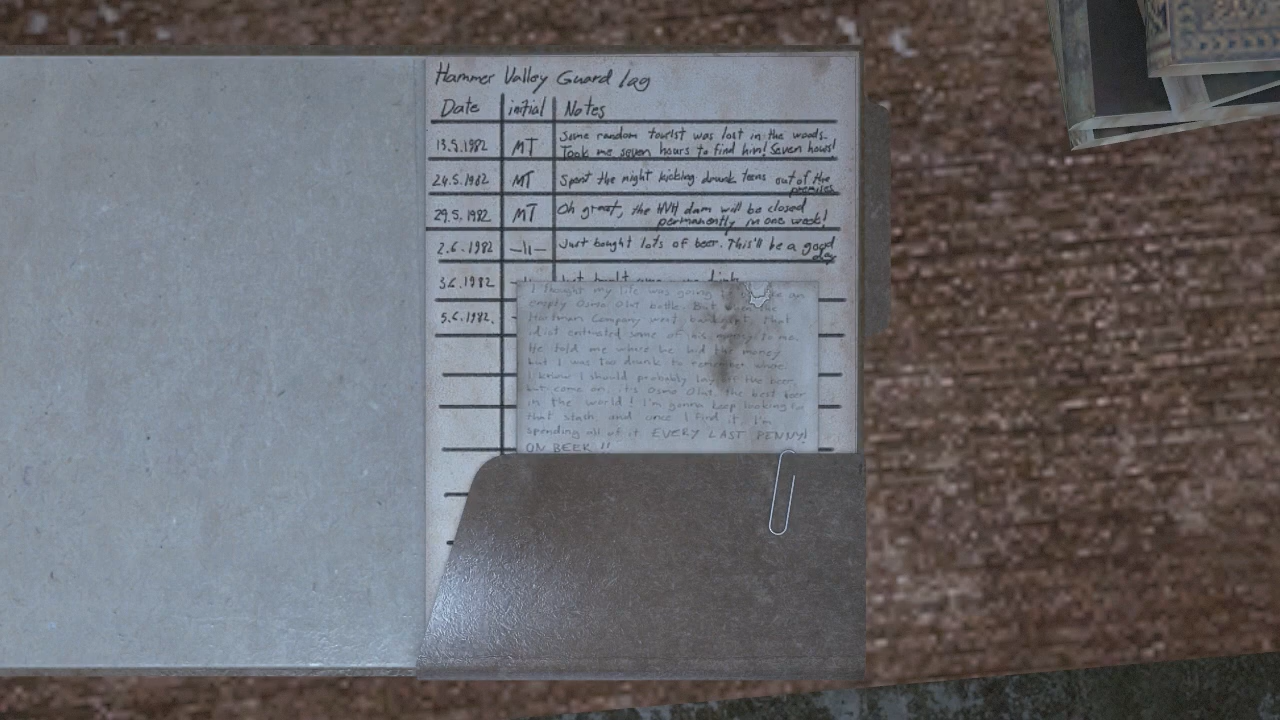 Hammer Valley Guard log
Date initial Notes
13.5.1982 MT Some random tourist was lost in the woods.
Took me seven hours to find him! Seven hours!
24.5.1982 MT Spent the night kicking drunk teens out of the
premises.
29.5.1982 MT Oh great, the HVH dam will be closed
permanently in one week!
2.6.1982 —11— Just bought lots of beer. This'll be a good
day
3.6.1982
5.6.1982.
I thought my life was going an
empty Osmo Olut bottle. But when the
Hartman Company went bankrupt that
idiot entrusted some of his money to me.
He told me where he hid the money
but I was too drunk to remember what.
I know I should probably lay off the beer,
but come on, it's Osmo Olut, the best beer
in the world! I'm gonna keep looking for
that stash, and once I find it, I'm
spending all of it EVERY LAST PENNY!
ON BEER!!